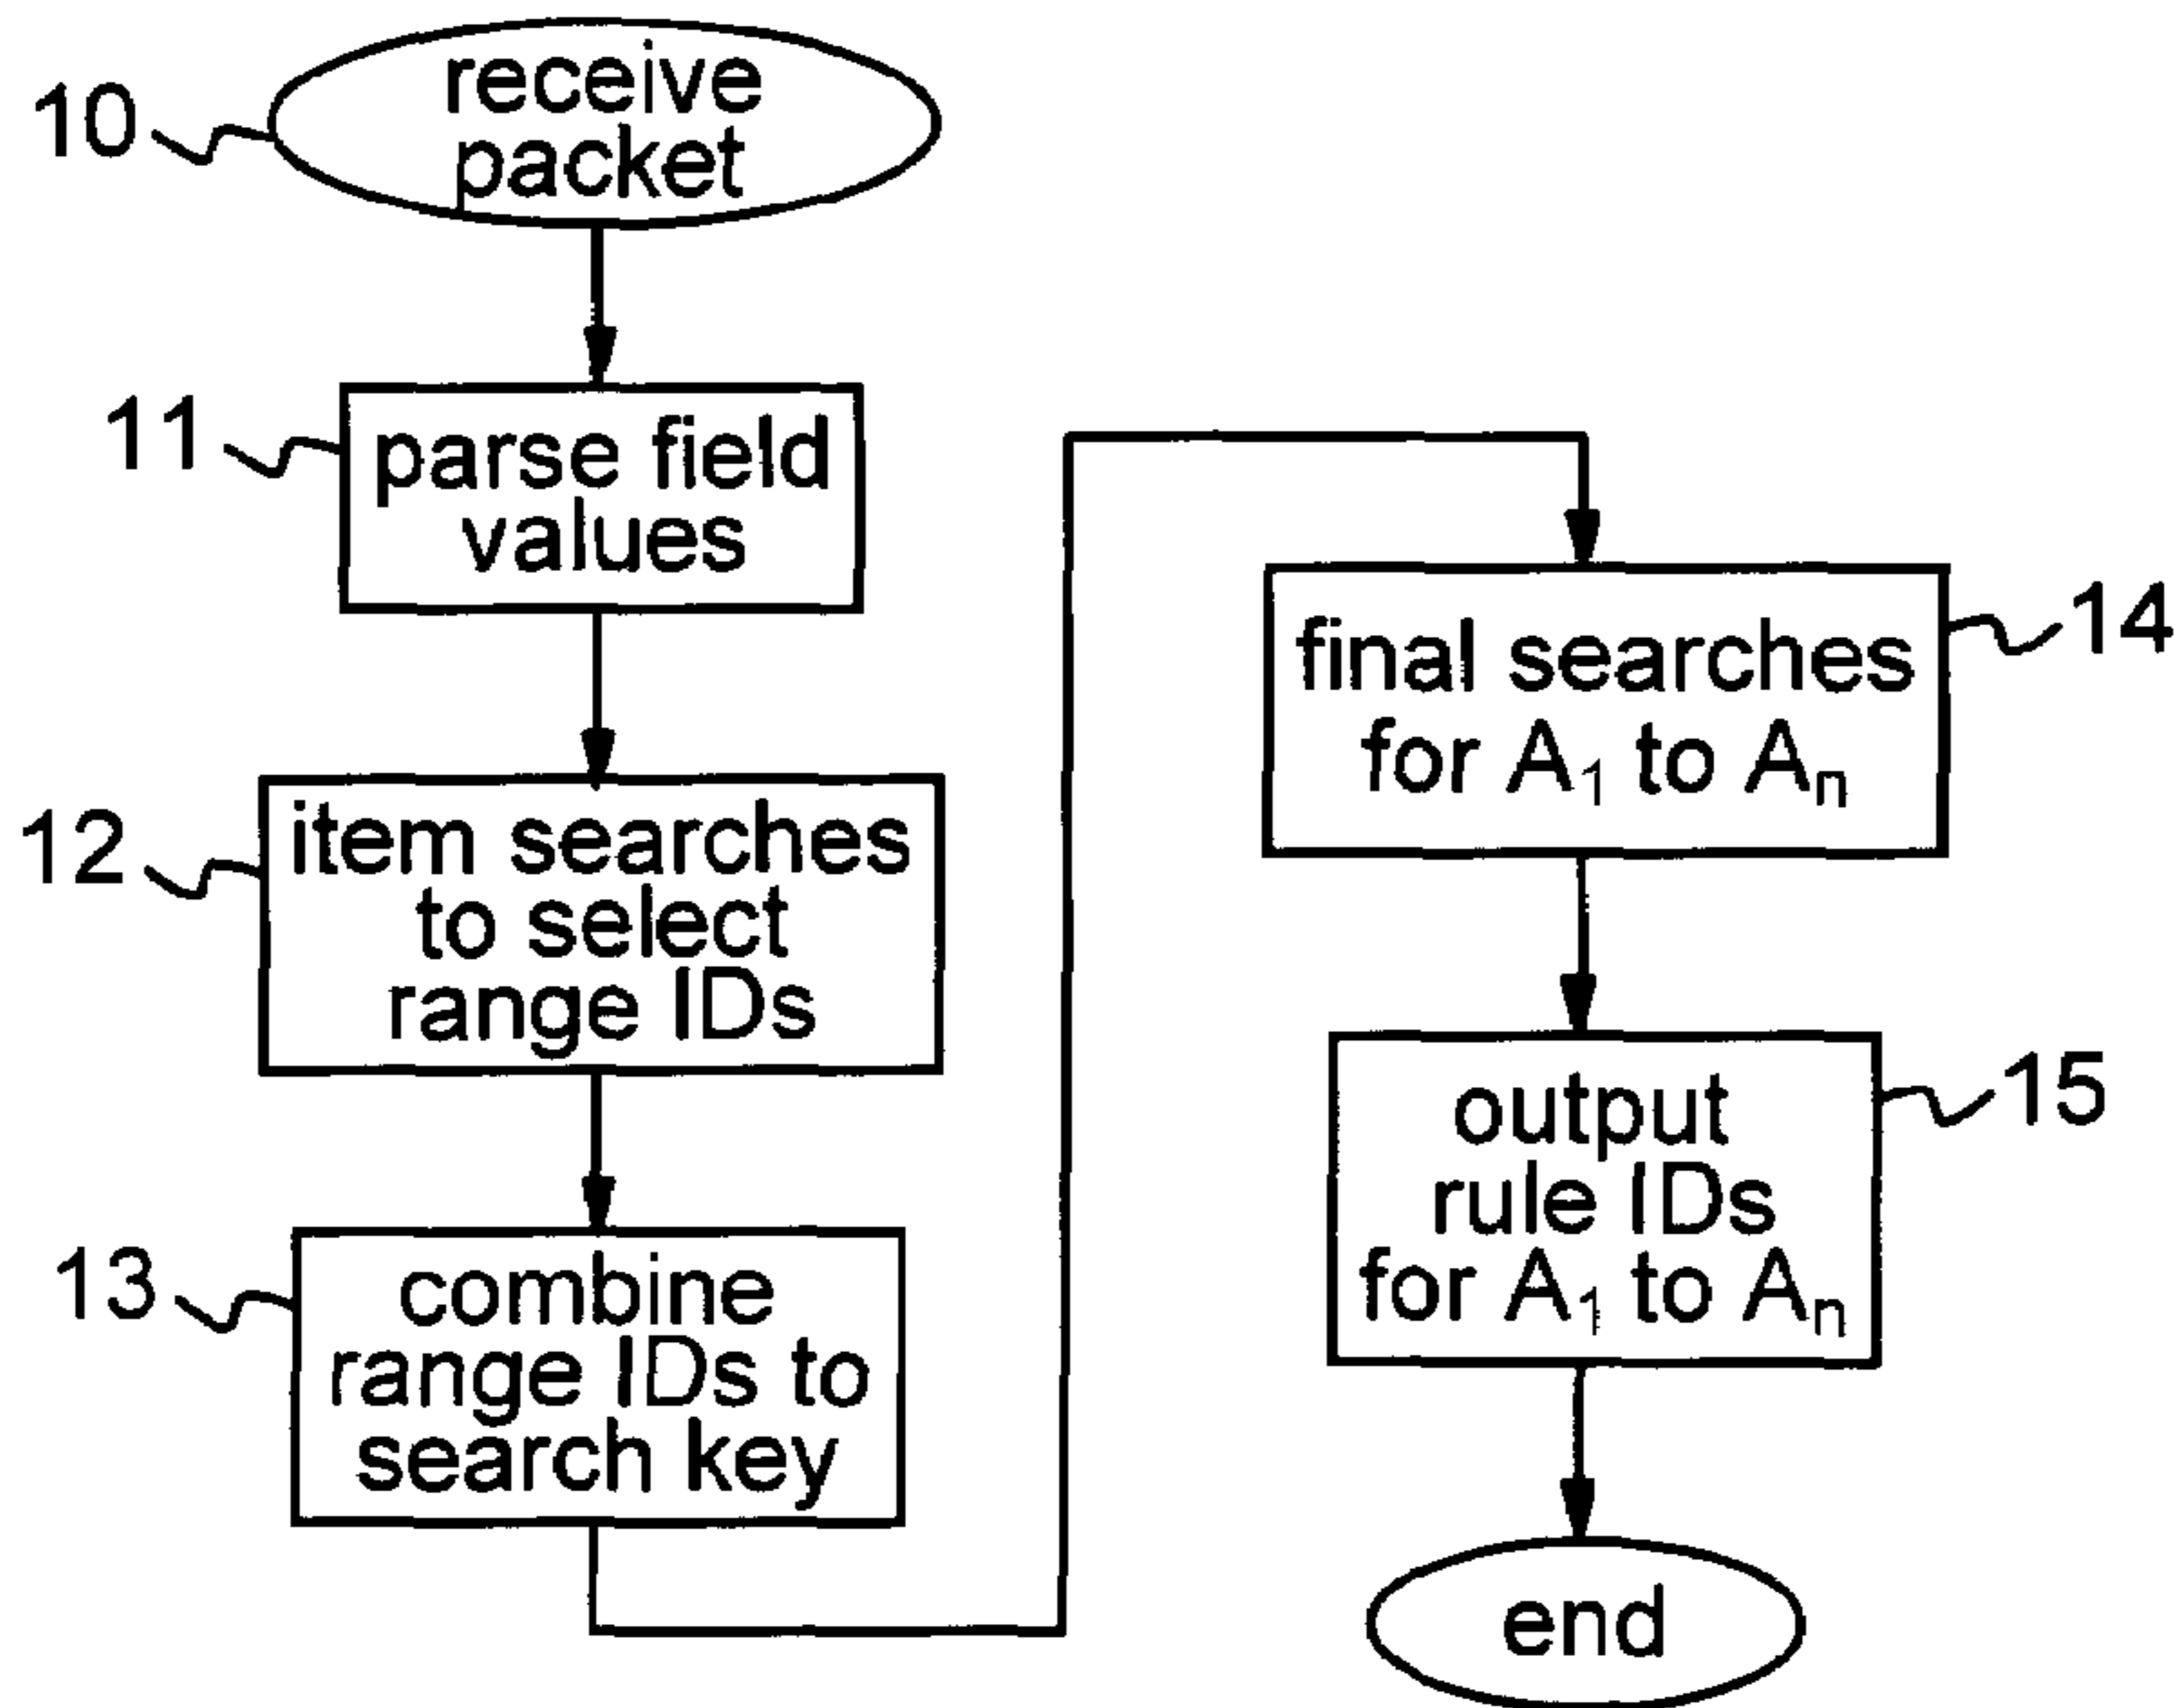 receive
packet
10
parse field
values
11
item searches
to select
range IDs
12
combine
range IDs to
search key
13
final searches
for A₁ to Aₙ
14
output
rule IDs
for A₁ to Aₙ
15
end